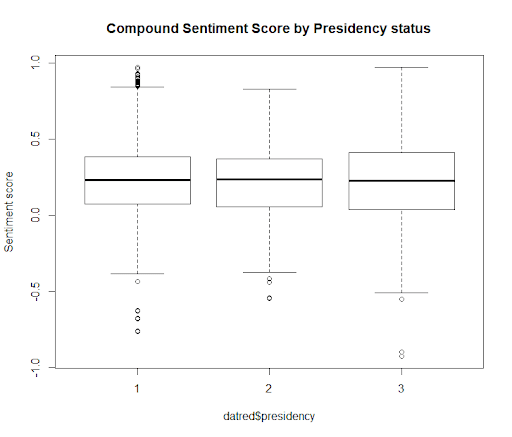 Compound Sentiment Score by Presidency status
Sentiment score
1.0
0.5
0.0
-0.5
-1.0
1 2 3
datred$presidency